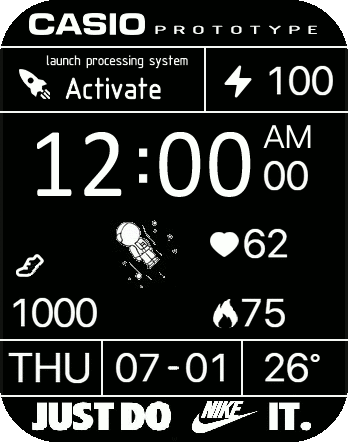 CASIO PROTOTYPE
launch processing system
Activate
100
12:00 AM
00
62
1000
75
THU 07-01 26°
JUST DO NIKE IT.